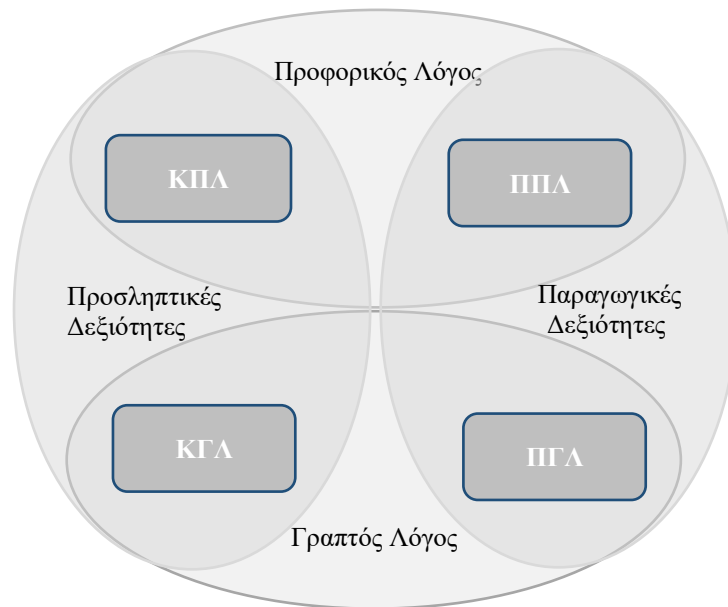 Προφορικός Λόγος
ΚΠΛ
ΠΠΛ
Προσληπτικές
Δεξιότητες
Παραγωγικές
Δεξιότητες
ΚΓΛ
ΠΓΛ
Γραπτός Λόγος